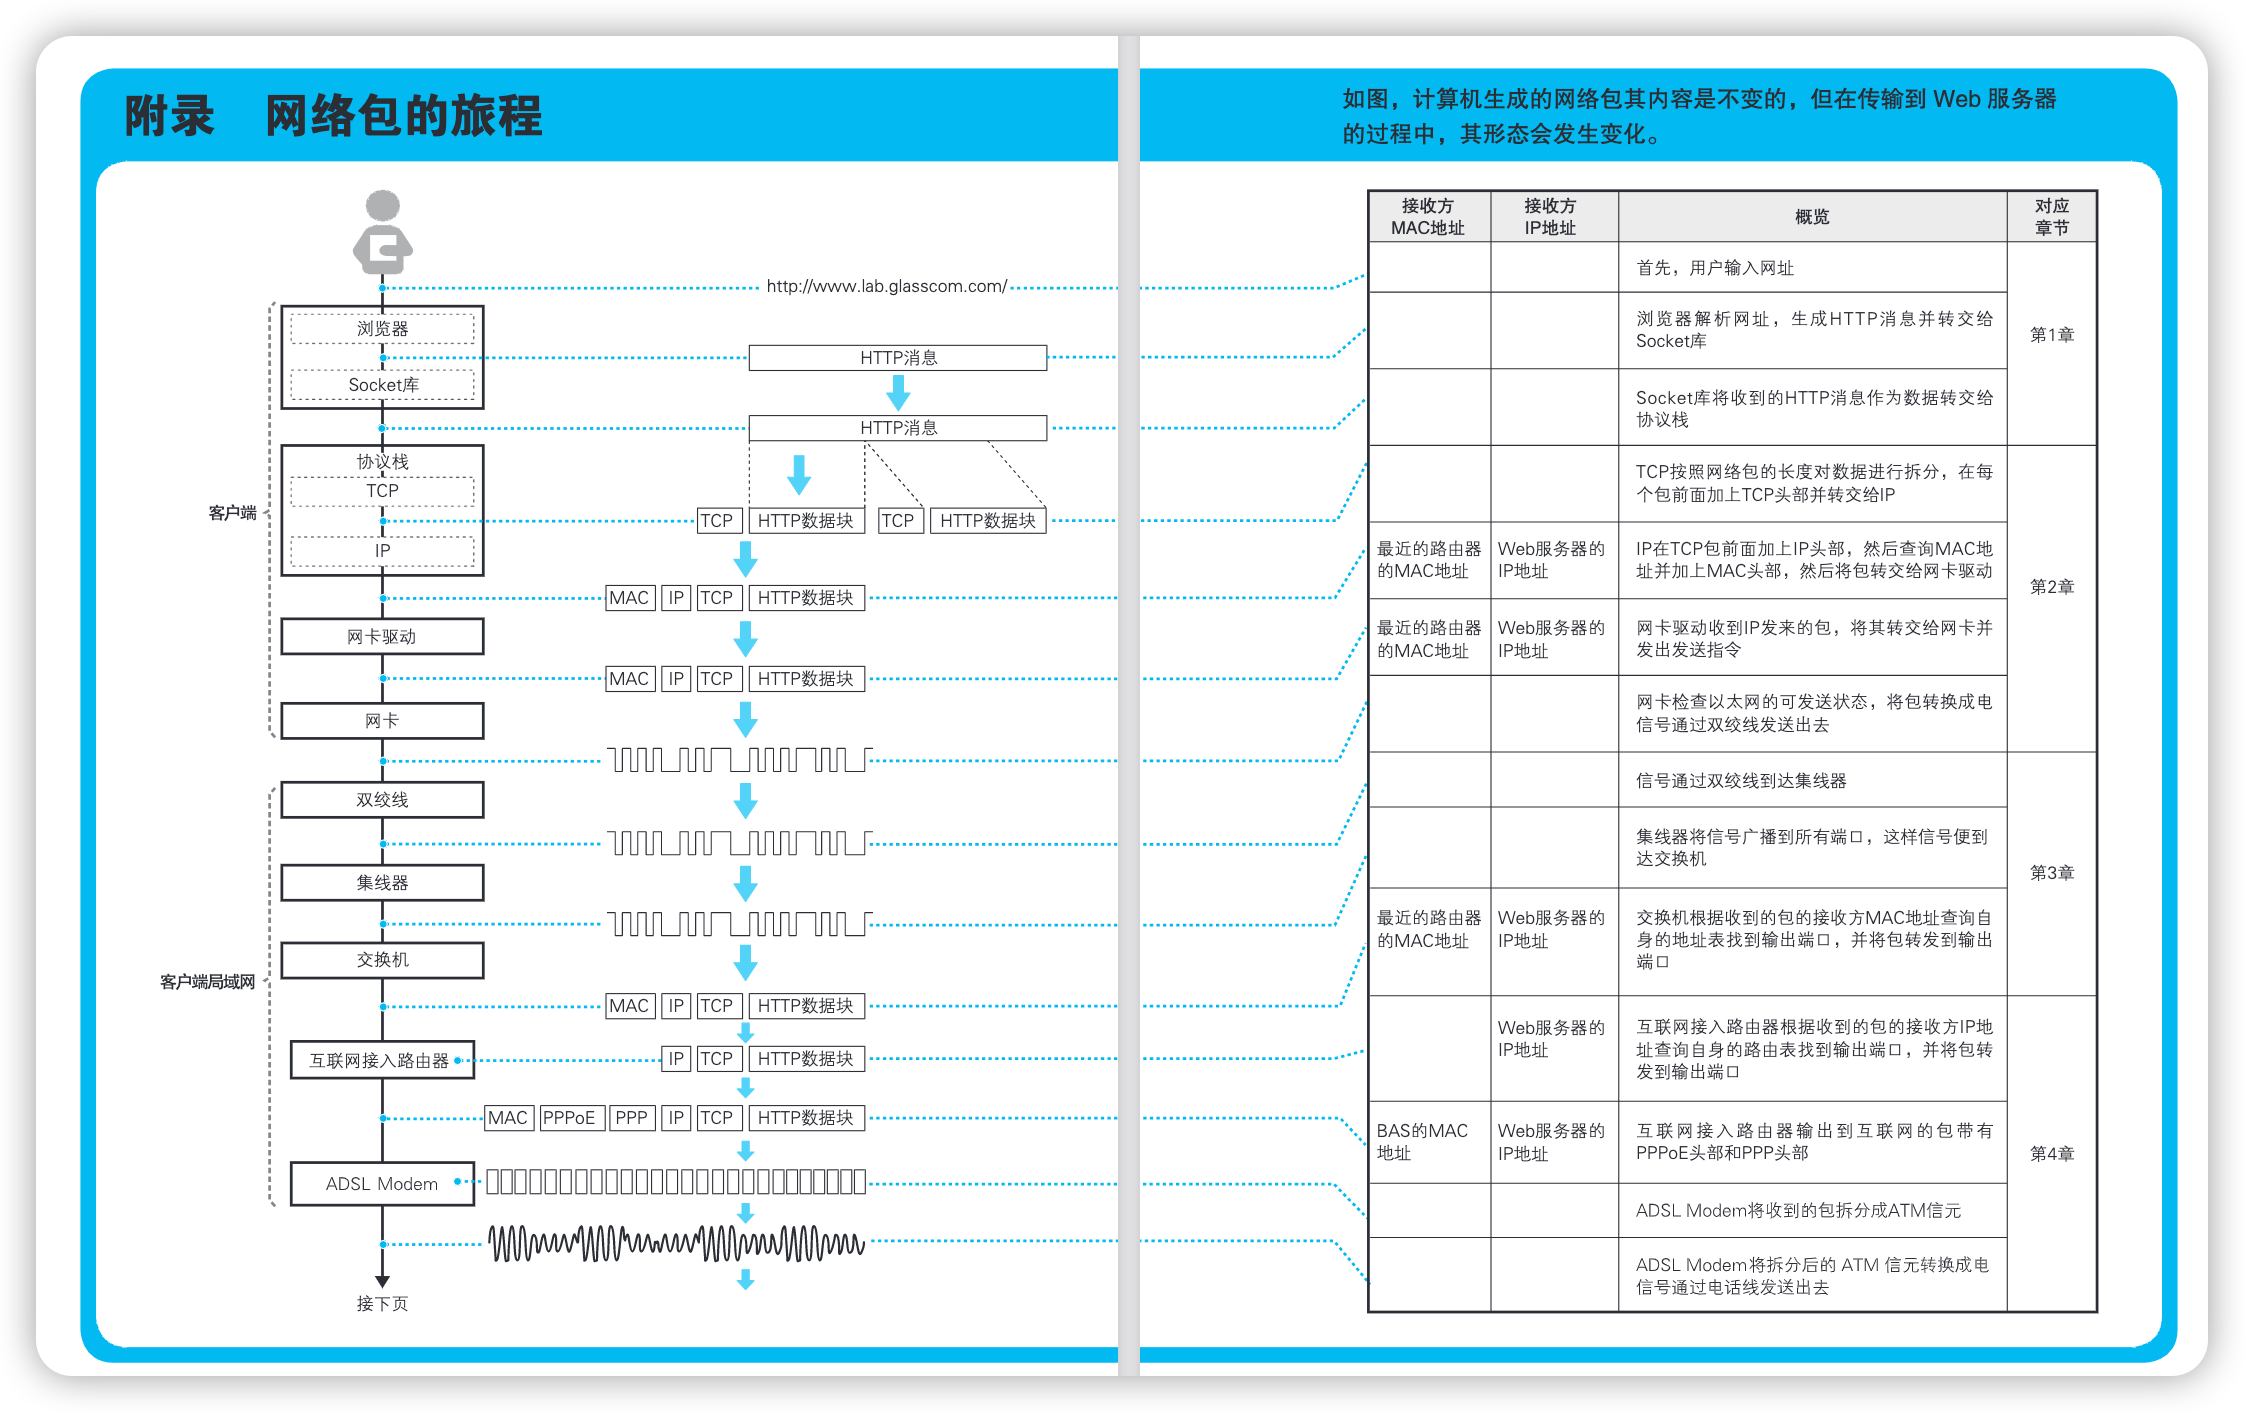 附录 网络包的旅程
如图，计算机生成的网络包其内容是不变的，但在传输到 Web 服务器
的过程中，其形态会发生变化。
http://www.lab.glasscom.com/
浏览器
HTTP消息
Socket库
HTTP消息
客户端
协议栈
TCP
TCP HTTP数据块 TCP HTTP数据块
IP
MAC IP TCP HTTP数据块
网卡驱动
MAC IP TCP HTTP数据块
网卡
双绞线
集线器
客户端局域网
交换机
MAC IP TCP HTTP数据块
互联网接入路由器
IP TCP HTTP数据块
MAC PPPoE PPP IP TCP HTTP数据块
ADSL Modem
接下页
接收方
MAC地址
接收方
IP地址
概览
对应
章节
首先，用户输入网址
浏览器解析网址，生成HTTP消息并转交给
Socket库
第1章
Socket库将收到的HTTP消息作为数据转交给
协议栈
TCP按照网络包的长度对数据进行拆分，在每
个包前面加上TCP头部并转交给IP
最近的路由器
的MAC地址
Web服务器的
IP地址
IP在TCP包前面加上IP头部，然后查询MAC地
址并加上MAC头部，然后将包转交给网卡驱动
第2章
最近的路由器
的MAC地址
Web服务器的
IP地址
网卡驱动收到IP发来的包，将其转交给网卡并
发出发送指令
网卡检查以太网的可发送状态，将包转换成电
信号通过双绞线发送出去
信号通过双绞线到达集线器
集线器将信号广播到所有端口，这样信号便到
达交换机
第3章
最近的路由器
的MAC地址
Web服务器的
IP地址
交换机根据收到的包的接收方MAC地址查询自
身的地址表找到输出端口，并将包转发到输出
端口
Web服务器的
IP地址
互联网接入路由器根据收到的包的接收方IP地
址查询自身的路由表找到输出端口，并将包转
发到输出端口
BAS的MAC
地址
Web服务器的
IP地址
互联网接入路由器输出到互联网的包带有
PPPoE头部和PPP头部
第4章
ADSL Modem将收到的包拆分成ATM信元
ADSL Modem将拆分后的 ATM 信元转换成电
信号通过电话线发送出去